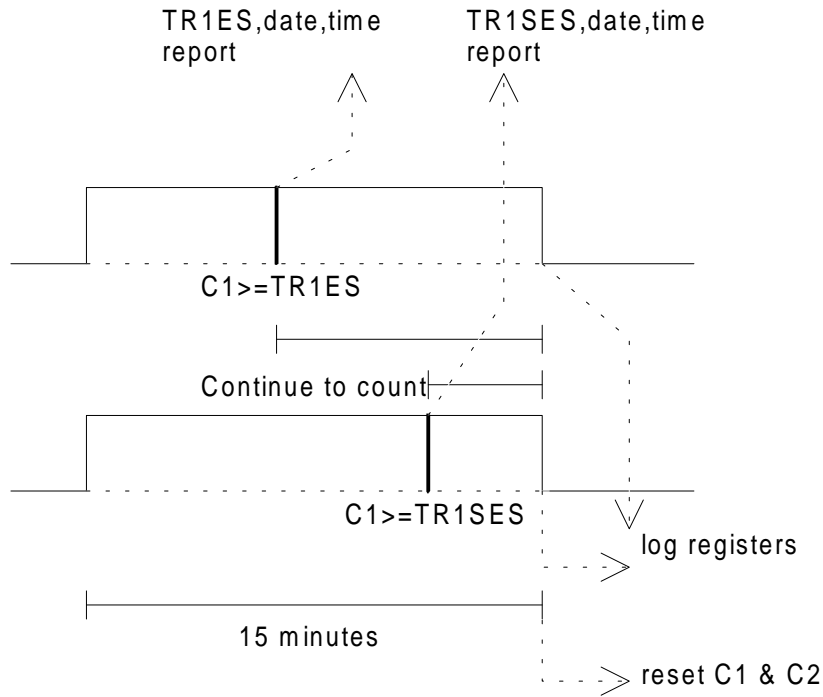 TR1ES,date,time
report
TR1SES,date,time
report
C1>=TR1ES
Continue to count
C1>=TR1SES
log registers
15 minutes
reset C1 & C2